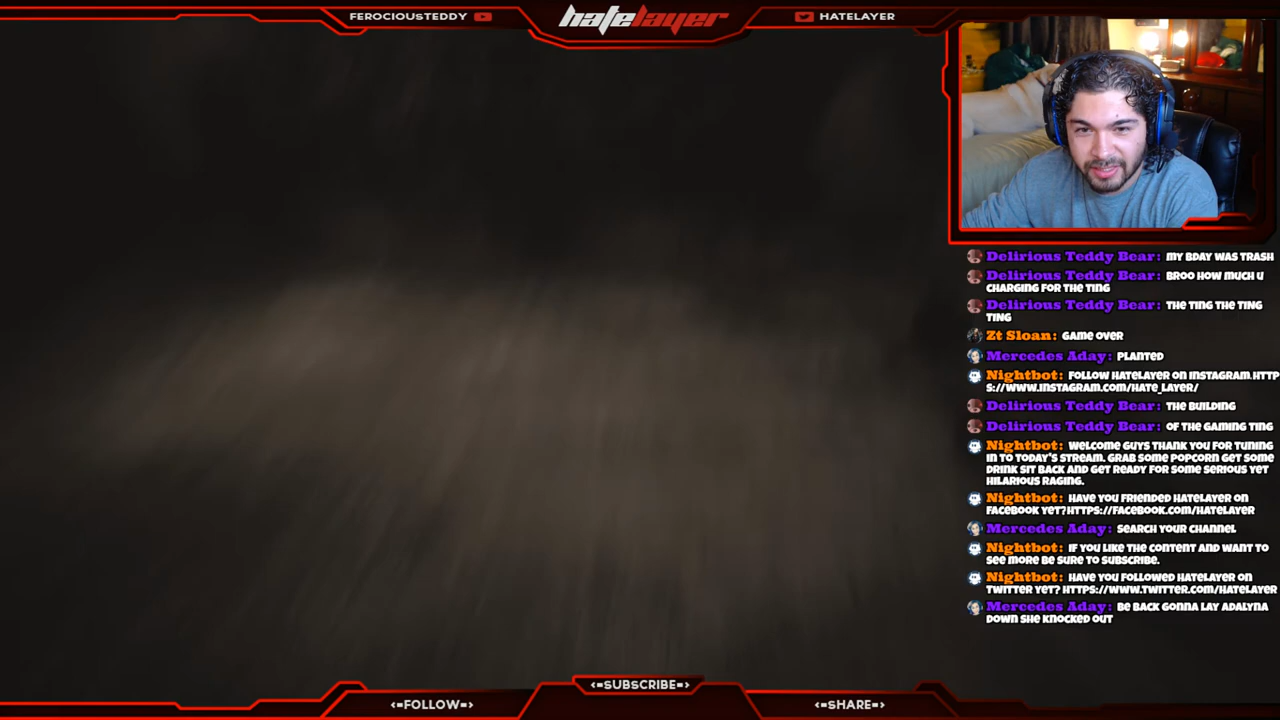 FEROCIOUSTEDDY
hatelayer
HATELAYER
Delirious Teddy Bear: MY BDAY WAS TRASH
Delirious Teddy Bear: BROO HOW MUCH U
CHARGING FOR THE TING
Delirious Teddy Bear: THE TING THE TING
TING
Zt Sloan: GAME OVER
Mercedes Aday: PLANTED
Nightbot: FOLLOW HATELAYER ON INSTAGRAM.HTTP
S://WWW.INSTAGRAM.COM/HATE_LAYER/
Delirious Teddy Bear: THE BUILDING
Delirious Teddy Bear: OF THE GAMING TING
Nightbot: WELCOME GUYS THANK YOU FOR TUNING
IN TO TODAY'S STREAM. GRAB SOME POPCORN GET SOME
DRINK SIT BACK AND GET READY FOR SOME SERIOUS YET
HILARIOUS RAGING.
Nightbot: HAVE YOU FRIENDED HATELAYER ON
FACEBOOK YET?HTTPS://FACEBOOK.COM/HATELAYER
Mercedes Aday: SEARCH YOUR CHANNEL
Nightbot: IF YOU LIKE THE CONTENT AND WANT TO
SEE MORE BE SURE TO SUBSCRIBE.
Nightbot: HAVE YOU FOLLOWED HATELAYER ON
TWITTER YET? HTTPS://WWW.TWITTER.COM/HATELAYER
Mercedes Aday: BE BACK GONNA LAY ADALYNA
DOWN SHE KNOCKED OUT
<=SUBSCRIBE=>
<=FOLLOW=>
<=SHARE=>